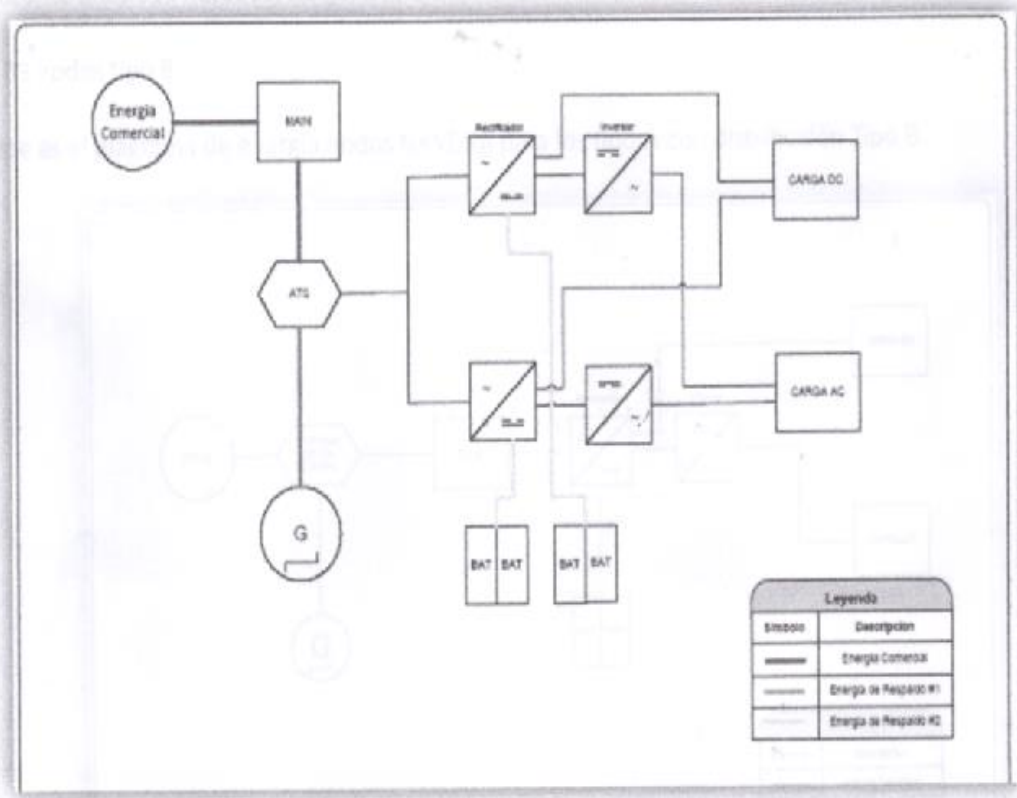 Energia
Comercial
MAIN
Rectificador
Inversor
CARGA DC
ATS
CARGA AC
G
BAT BAT BAT BAT
Leyenda
Simbolo Descripcion
Energia Comercial
Energia de Respaldo #1
Energia de Respaldo #2